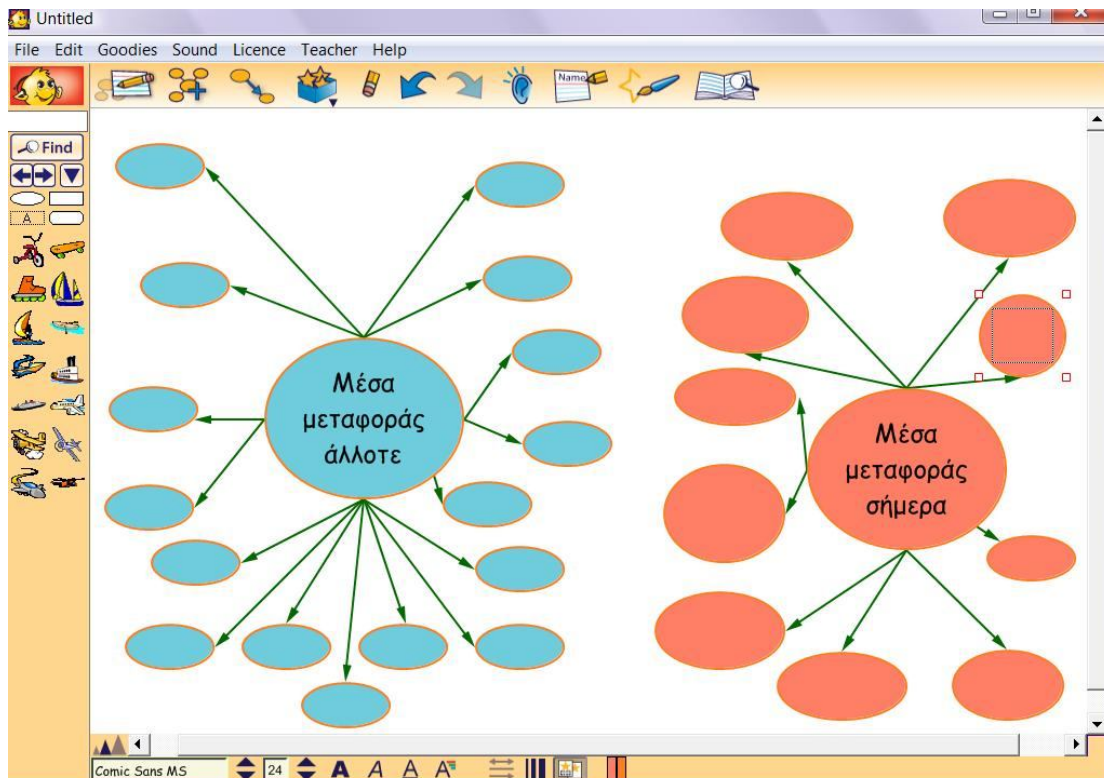 Untitled
File Edit Goodies Sound Licence Teacher Help
Name
Find
A
Μέσα
μεταφοράς
άλλοτε
Μέσα
μεταφοράς
σήμερα
Comic Sans MS 24 A A A A